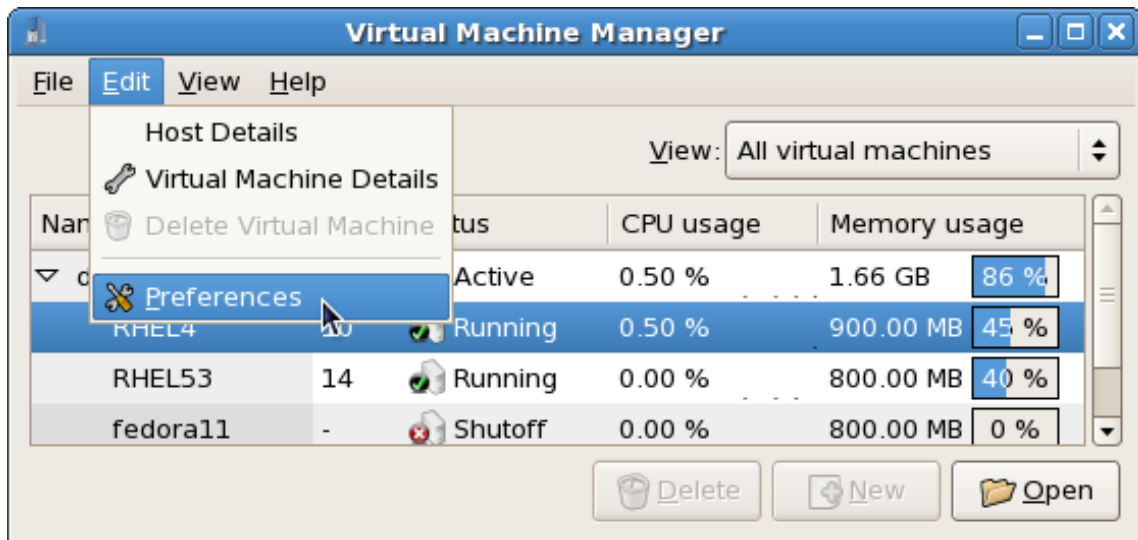 Virtual Machine Manager
File Edit View Help
Host Details
View: All virtual machines
Virtual Machine Details
Delete Virtual Machine
CPU usage Memory usage
Active 0.50 % 1.66 GB 86 %
Preferences
RHEL4 Running 0.50 % 900.00 MB 45 %
RHEL53 14 Running 0.00 % 800.00 MB 40 %
fedora11 - Shutoff 0.00 % 800.00 MB 0 %
Delete New Open